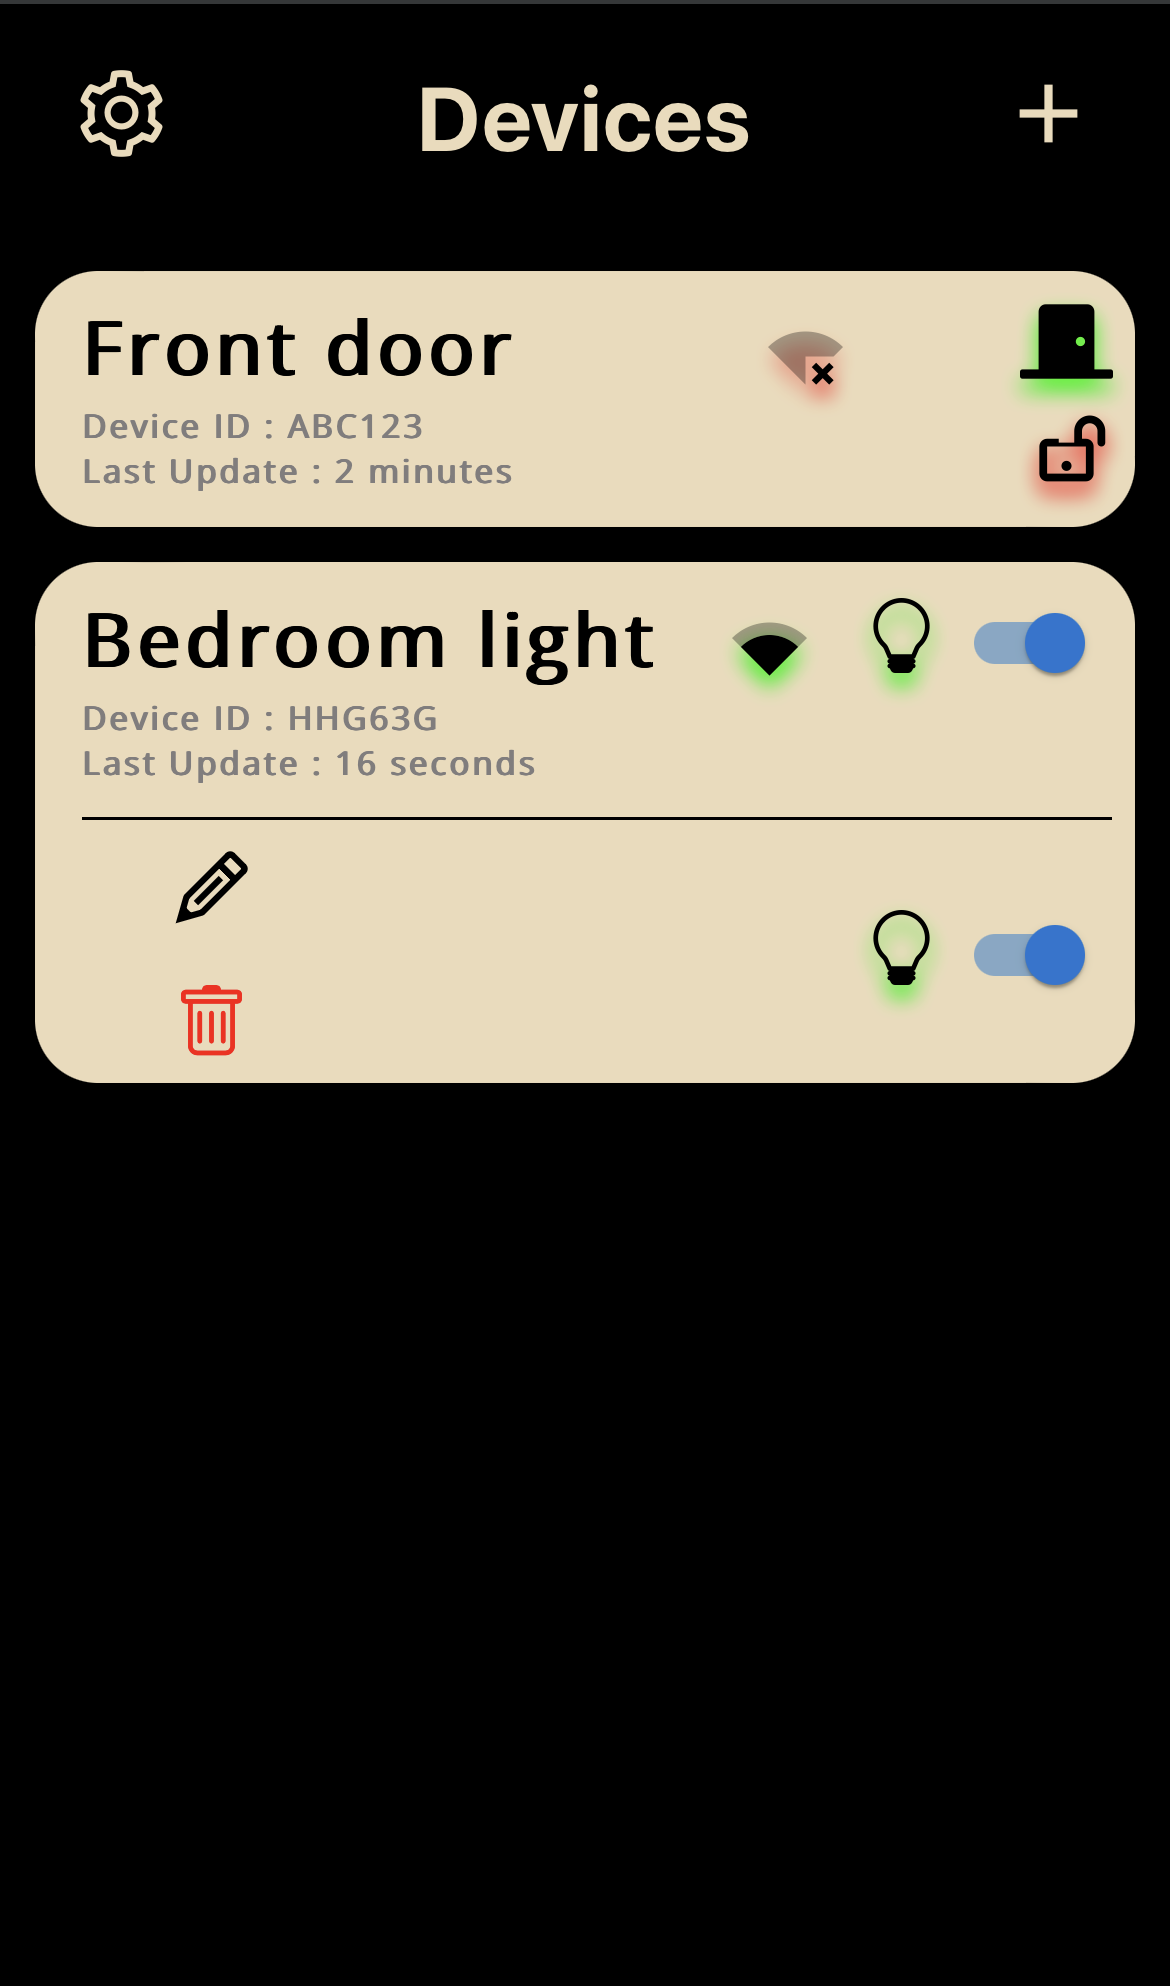 Devices
Front door
Device ID : ABC123
Last Update : 2 minutes
Bedroom light
Device ID : HHG63G
Last Update : 16 seconds